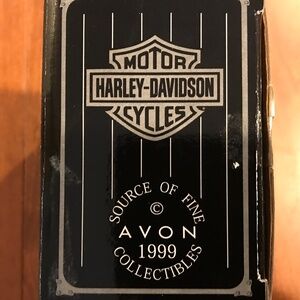 MOTOR
HARLEY-DAVIDSON
CYCLES
SOURCE OF FINE
©
AVON
1999
COLLECTIBLES